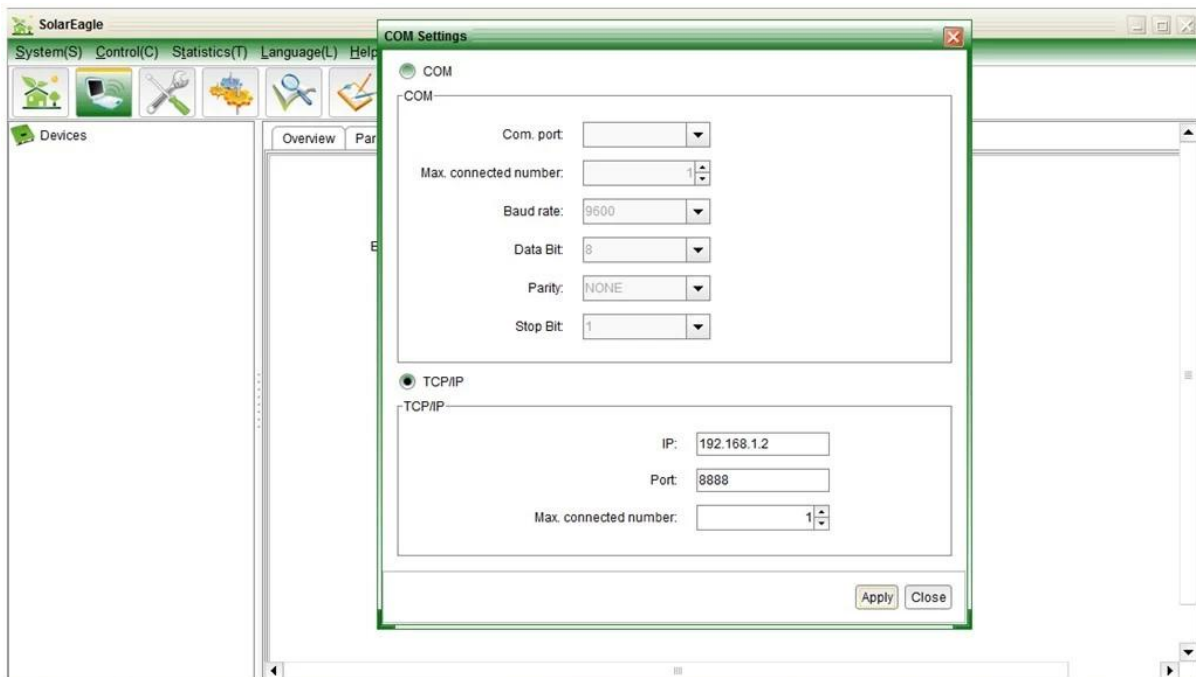 SolarEagle
System(S) Control(C) Statistics(T) Language(L) Help
Devices
Overview
COM Settings
COM
COM
Com. port:
Max. connected number: 1
Baud rate: 9600
Data Bit: 8
Parity: NONE
Stop Bit: 1
TCP/IP
TCP/IP
IP: 192.168.1.2
Port: 8888
Max. connected number: 1
Apply Close